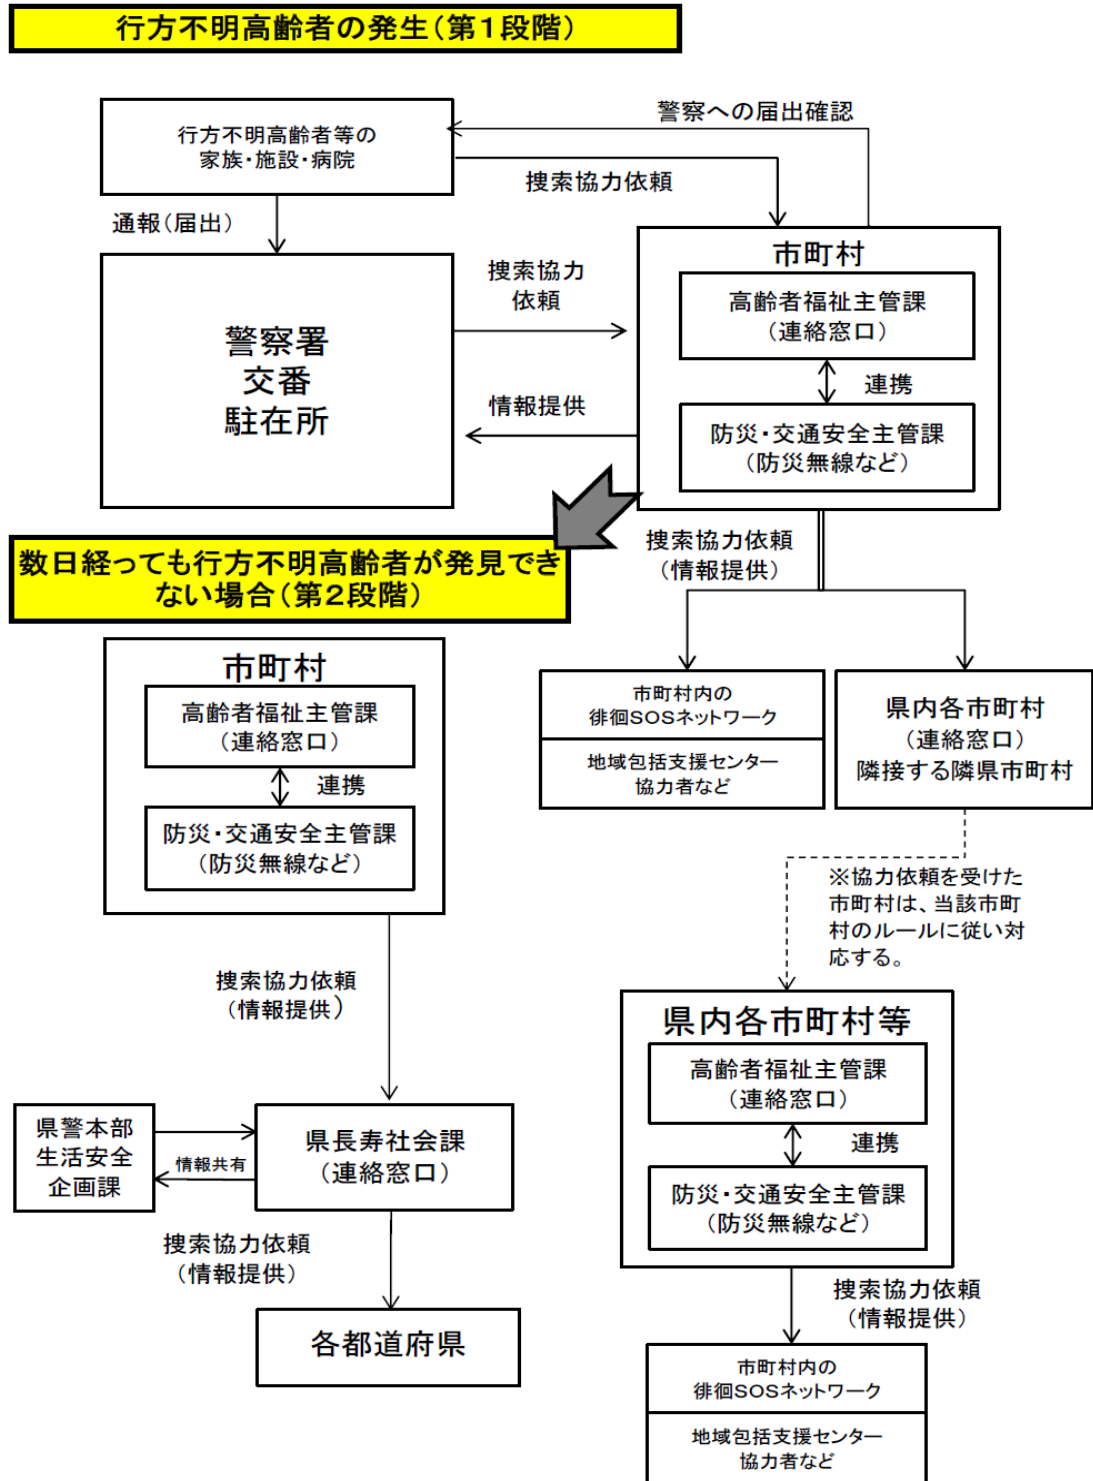 行方不明高齢者の発生(第1段階)
警察への届出確認
行方不明高齢者等の
家族・施設・病院
捜索協力依頼
通報(届出)
市町村
高齢者福祉主管課
(連絡窓口)
連携
防災・交通安全主管課
(防災無線など)
捜索協力
依頼
警察署
交番
駐在所
情報提供
捜索協力依頼
(情報提供)
数日経っても行方不明高齢者が発見でき
ない場合(第2段階)
市町村
高齢者福祉主管課
(連絡窓口)
連携
防災・交通安全主管課
(防災無線など)
市町村内の
徘徊SOSネットワーク
地域包括支援センター
協力者など
県内各市町村
(連絡窓口)
隣接する隣県市町村
※協力依頼を受けた
市町村は、当該市町
村のルールに従い対
応する。
捜索協力依頼
(情報提供)
県内各市町村等
高齢者福祉主管課
(連絡窓口)
連携
防災・交通安全主管課
(防災無線など)
県警本部
生活安全
企画課
情報共有
県長寿社会課
(連絡窓口)
捜索協力依頼
(情報提供)
各都道府県
捜索協力依頼
(情報提供)
市町村内の
徘徊SOSネットワーク
地域包括支援センター
協力者など